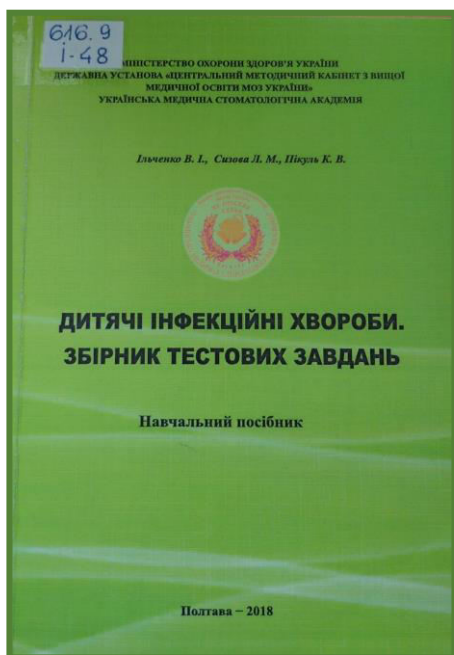 616.9
І-48
МІНІСТЕРСТВО ОХОРОНИ ЗДОРОВ'Я УКРАЇНИ
ДЕРЖАВНА УСТАНОВА «ЦЕНТРАЛЬНИЙ МЕТОДИЧНИЙ КАБІНЕТ З ВИЩОЇ
МЕДИЧНОЇ ОСВІТИ МОЗ УКРАЇНИ»
УКРАЇНСЬКА МЕДИЧНА СТОМАТОЛОГІЧНА АКАДЕМІЯ
Ільченко В. І., Сизова Л. М., Пікуль К. В.
ДИТЯЧІ ІНФЕКЦІЙНІ ХВОРОБИ.
ЗБІРНИК ТЕСТОВИХ ЗАВДАНЬ
Навчальний посібник
Полтава – 2018